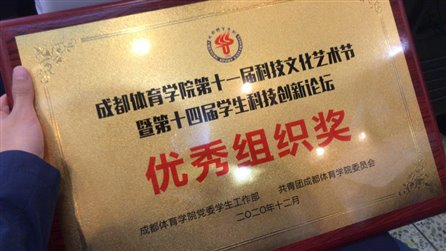 成都体育学院第十一届科技文化艺术节
暨第十四届学生科技创新论坛
优秀组织奖
成都体育学院党委学生工作部 共青团成都体育学院委员会
二〇二〇年十二月